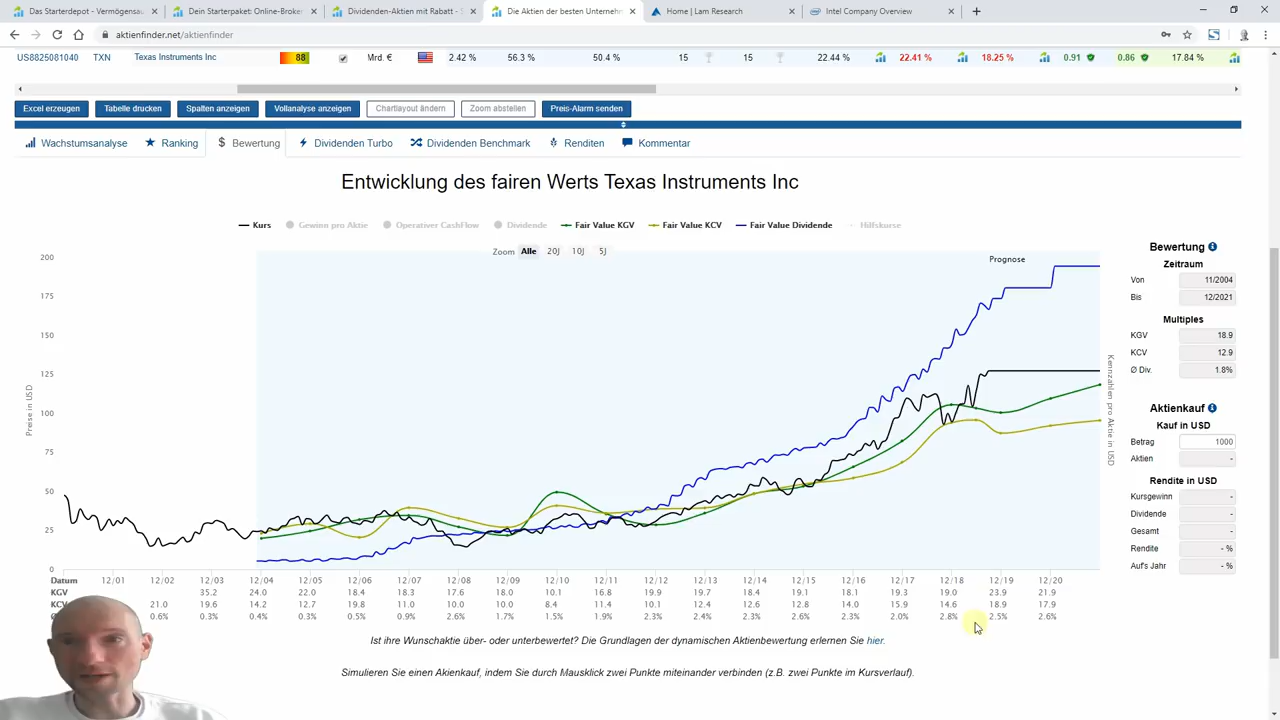 Das Starterdepot - Vermögensau
Dein Starterpaket: Online-Broker
Dividenden-Aktien mit Rabatt - S
Die Aktien der besten Unternehm
Home | Lam Research
Intel Company Overview
aktienfinder.net/aktienfinder
US8825081040 TXN Texas Instruments Inc 88 Mrd. € 2.42 % 56.3 % 50.4 % 15 15 22.44 % 22.41 % 18.25 % 0.91 0.86 17.84 %
Excel erzeugen Tabelle drucken Spalten anzeigen Vollanalyse anzeigen Chartlayout ändern Zoom abstellen Preis-Alarm senden
Wachstumsanalyse Ranking $ Bewertung Dividenden Turbo Dividenden Benchmark Renditen Kommentar
Entwicklung des fairen Werts Texas Instruments Inc
Kurs Gewinn pro Aktie Operativer CashFlow Dividende Fair Value KGV Fair Value KCV Fair Value Dividende Hilfskurse
Zoom Alle 20J 10J 5J
Prognose
200
175
150
125
100
75
50
25
0
Preise in USD
Kennzahlen pro Aktie in USD
Datum 12/01 12/02 12/03 12/04 12/05 12/06 12/07 12/08 12/09 12/10 12/11 12/12 12/13 12/14 12/15 12/16 12/17 12/18 12/19 12/20
KGV 35.2 24.0 22.0 18.4 18.3 17.6 18.0 10.1 16.8 19.9 19.7 18.4 19.1 18.1 19.3 19.0 23.9 21.9
KCV 21.0 19.6 14.2 12.7 19.8 11.0 10.0 10.0 8.4 11.4 10.1 12.4 12.6 12.8 14.0 15.9 14.6 18.9 17.9
0.6% 0.3% 0.4% 0.3% 0.5% 0.9% 2.6% 1.7% 1.5% 1.9% 2.3% 2.4% 2.3% 2.6% 2.3% 2.0% 2.8% 2.5% 2.6%
Ist ihre Wunschaktie über- oder unterbewertet? Die Grundlagen der dynamischen Aktienbewertung erlernen Sie hier.
Simulieren Sie einen Akienkauf, indem Sie durch Mausklick zwei Punkte miteinander verbinden (z.B. zwei Punkte im Kursverlauf).
Bewertung
Zeitraum
Von 11/2004
Bis 12/2021
Multiples
KGV 18.9
KCV 12.9
Ø Div. 1.8%
Aktienkauf
Kauf in USD
Betrag 1000
Aktien -
Rendite in USD
Kursgewinn -
Dividende -
Gesamt -
Rendite - %
Auf's Jahr - %